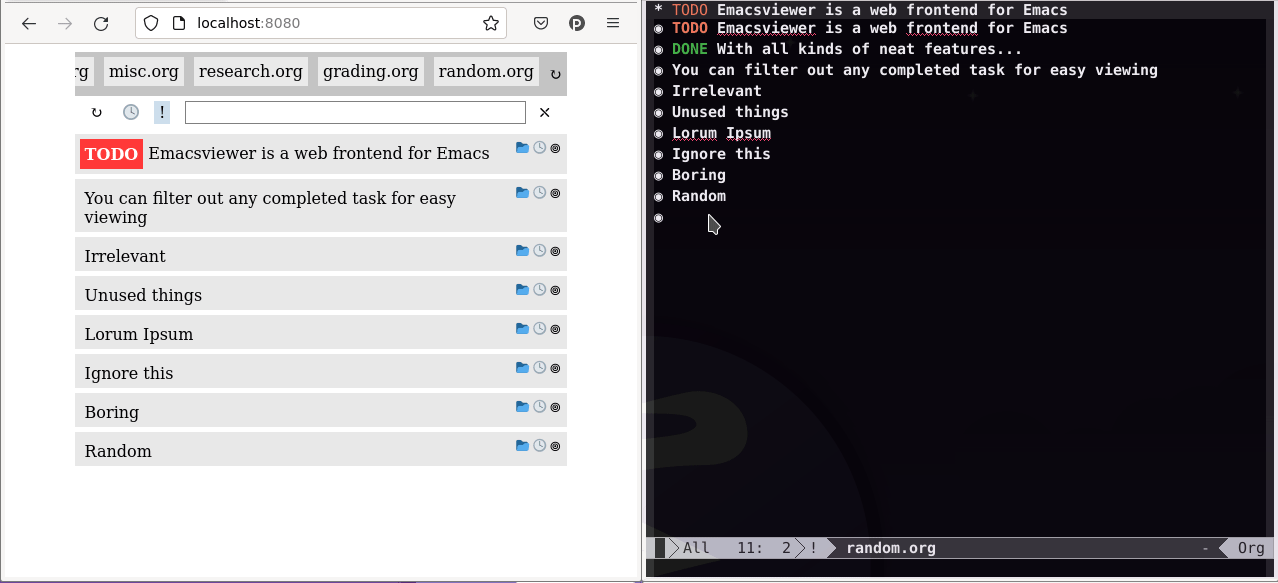 localhost:8080
rg misc.org research.org grading.org random.org ↻
↻ ! ×
TODO Emacsviewer is a web frontend for Emacs
You can filter out any completed task for easy
viewing
Irrelevant
Unused things
Lorum Ipsum
Ignore this
Boring
Random
* TODO Emacsviewer is a web frontend for Emacs
◉ TODO Emacsviewer is a web frontend for Emacs
◉ DONE With all kinds of neat features...
◉ You can filter out any completed task for easy viewing
◉ Irrelevant
◉ Unused things
◉ Lorum Ipsum
◉ Ignore this
◉ Boring
◉ Random
◉
All 11: 2 ! random.org - Org